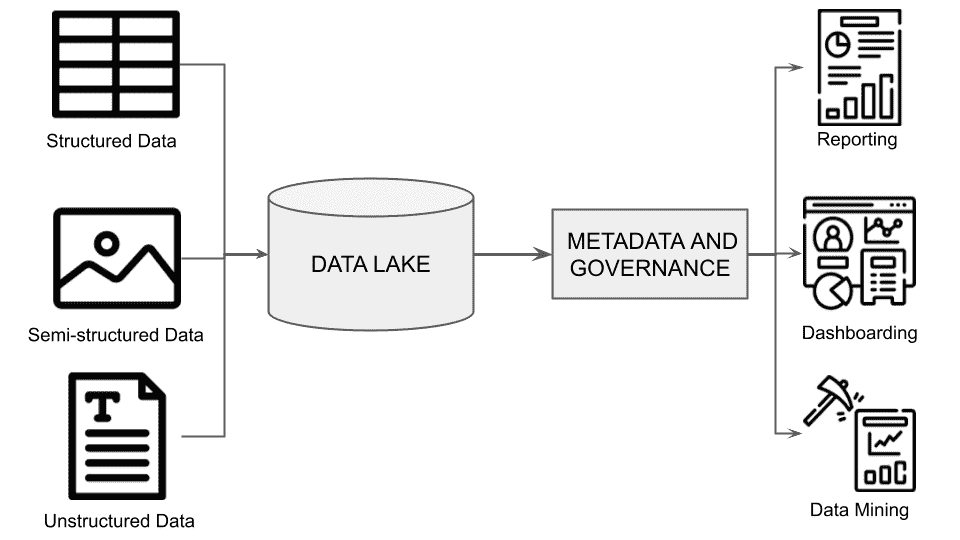 Structured Data
Semi-structured Data
Unstructured Data
DATA LAKE
METADATA AND
GOVERNANCE
Reporting
Dashboarding
Data Mining
T